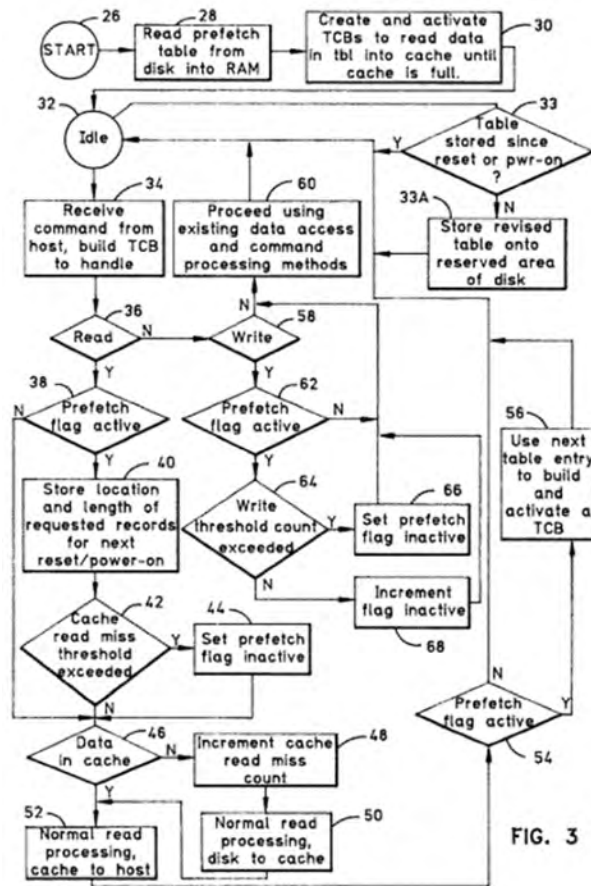 26
START
28
Read prefetch
table from
disk into RAM
30
Create and activate
TCBs to read data
in tbl into cache until
cache is full.
32
Idle
33
Table
stored since
reset or pwr-on
?
Y
N
33A
Store revised
table onto
reserved area
of disk
34
Receive
command from
host, build TCB
to handle
60
Proceed using
existing data access
and command
processing methods
36
Read
N
Y
58
Write
N
Y
38
Prefetch
flag active
N
Y
62
Prefetch
flag active
N
Y
56
Use next
table entry
to build
and
activate a
TCB
40
Store location
and length of
requested records
for next
reset/power-on
64
Write
threshold count
exceeded
Y
N
66
Set prefetch
flag inactive
42
Cache
read miss
threshold
exceeded
Y
N
44
Set prefetch
flag inactive
Increment
flag inactive
68
46
Data
in cache
N
Y
48
Increment cache
read miss
count
N
Prefetch
flag active
Y
54
52
Normal read
processing,
cache to host
50
Normal read
processing,
disk to cache
FIG. 3